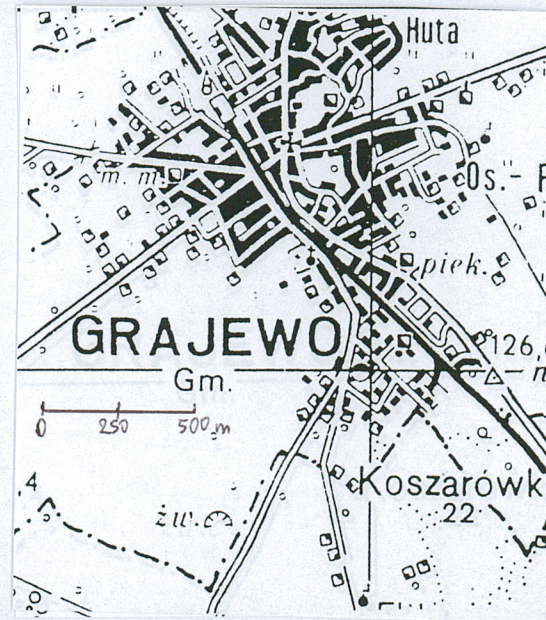 Huta
m. m.
Os.-
piek.
GRAJEWO
126,
Gm.
0 250 500 m
,4
Koszarówk
22
żw.